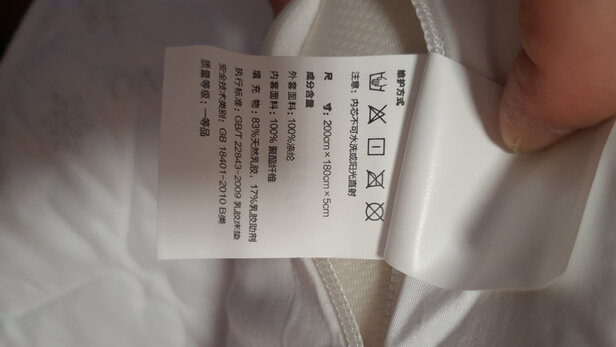 维护方式
注意：内芯不可水洗或阳光直射
尺 寸：200cm×180cm×5cm
成分含量
外套面料：100%涤纶
内套面料：100% 聚酯纤维
填 充 物：83%天然乳胶，17%乳胶助剂
执行标准：GB/T 22843-2009 乳胶床垫
安全技术类别：GB 18401-2010 B类
质量等级：一等品